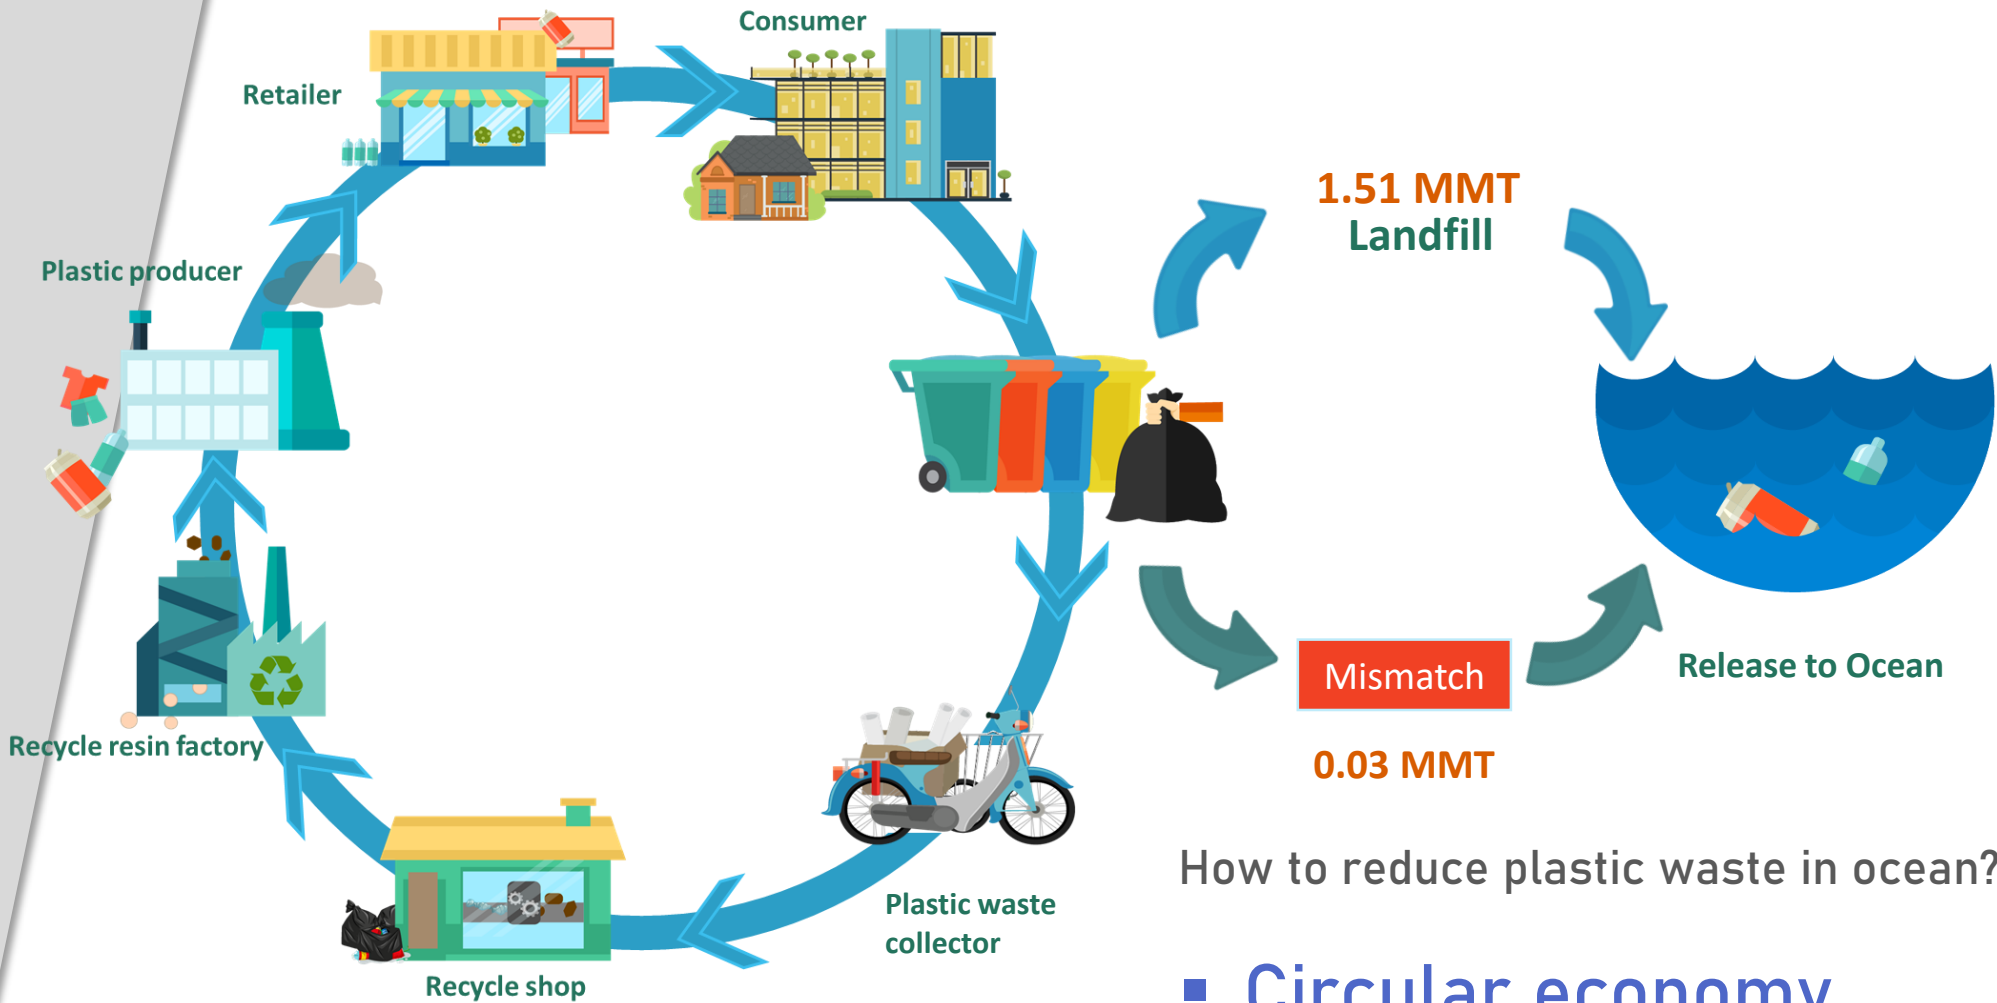 Consumer
Retailer
1.51 MMT
Landfill
Plastic producer
Mismatch
Release to Ocean
Recycle resin factory
0.03 MMT
How to reduce plastic waste in ocean?
Plastic waste
collector
Recycle shop
Circular economy